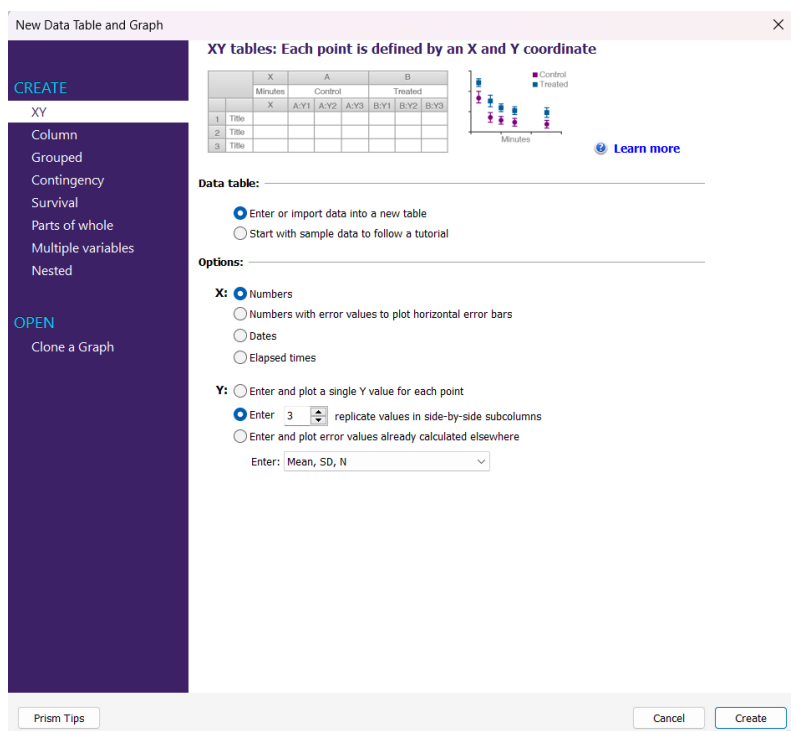 New Data Table and Graph
XY tables: Each point is defined by an X and Y coordinate
CREATE
XY
Column
Grouped
Contingency
Survival
Parts of whole
Multiple variables
Nested
OPEN
Clone a Graph
X A B
Minutes Control Treated
X A:Y1 A:Y2 A:Y3 B:Y1 B:Y2 B:Y3
1 Title
2 Title
3 Title
Control
Treated
Minutes
? Learn more
Data table:
Enter or import data into a new table
Start with sample data to follow a tutorial
Options:
X: Numbers
Numbers with error values to plot horizontal error bars
Dates
Elapsed times
Y: Enter and plot a single Y value for each point
Enter 3 replicate values in side-by-side subcolumns
Enter and plot error values already calculated elsewhere
Enter: Mean, SD, N
Prism Tips Cancel Create